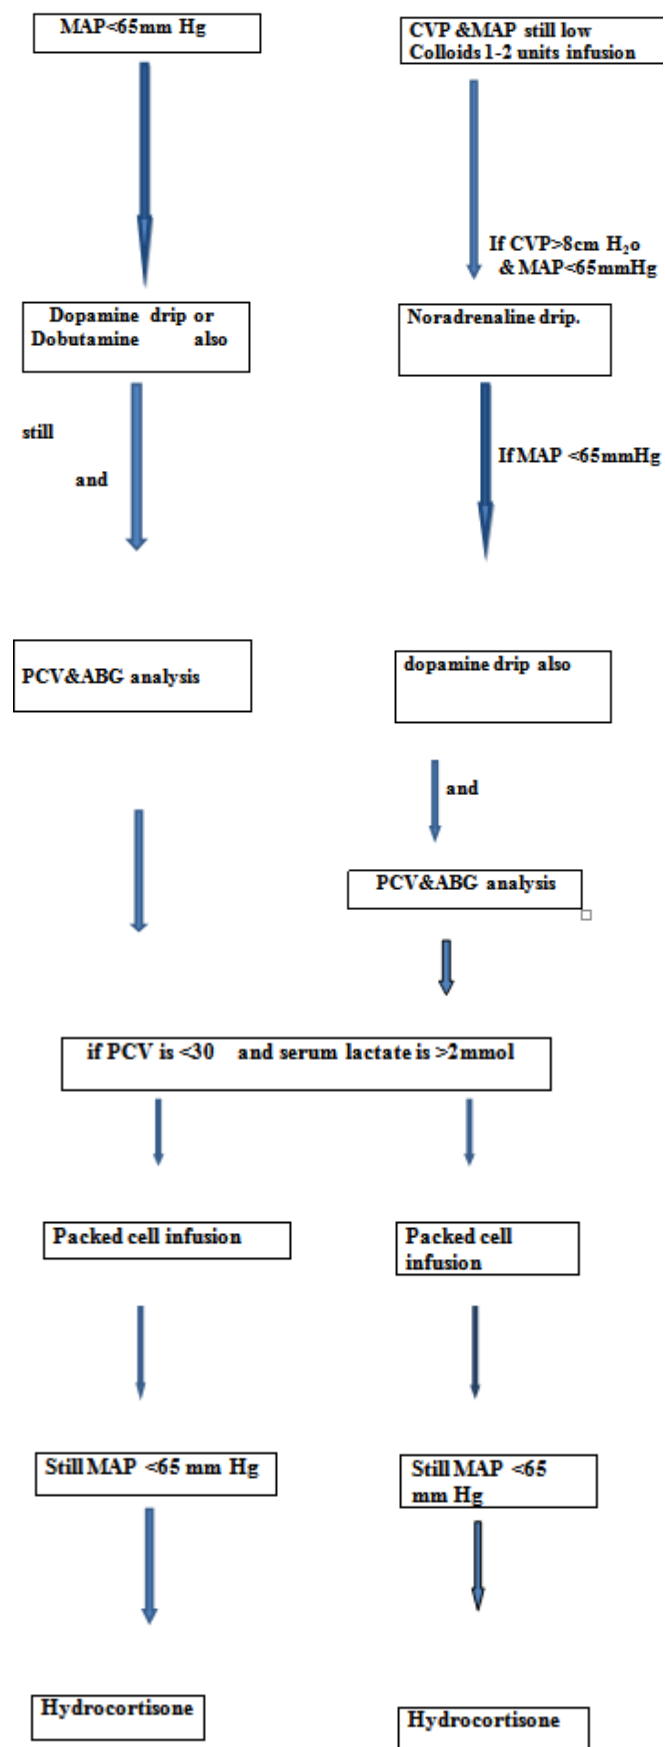 MAP<65mm Hg
CVP &MAP still low
Colloids 1-2 units infusion
If CVP>8cm H₂o
& MAP<65mmHg
Dopamine drip or
Dobutamine also
Noradrenaline drip.
still
and
If MAP <65mmHg
PCV&ABG analysis
dopamine drip also
and
PCV&ABG analysis
if PCV is <30 and serum lactate is >2mmol
Packed cell infusion
Packed cell
infusion
Still MAP <65 mm Hg
Still MAP <65
mm Hg
Hydrocortisone
Hydrocortisone